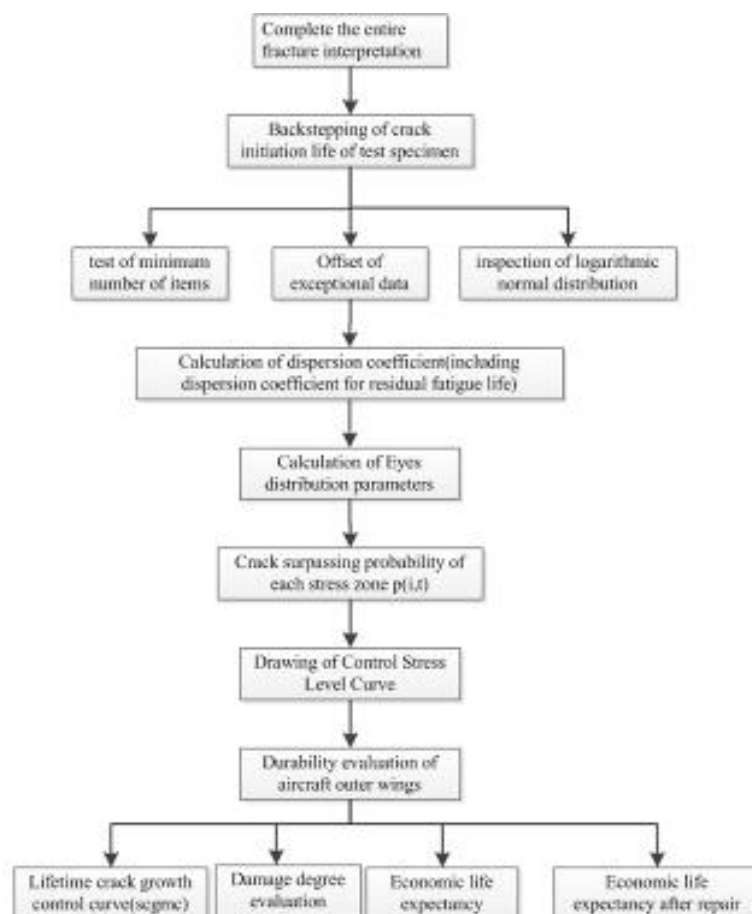 Complete the entire
fracture interpretation
Backstepping of crack
initiation life of test specimen
test of minimum
number of items
Offset of
exceptional data
inspection of logarithmic
normal distribution
Calculation of dispersion coefficient(including
dispersion coefficient for residual fatigue life)
Calculation of Eyes
distribution parameters
Crack surpassing probability of
each stress zone p(i,t)
Drawing of Control Stress
Level Curve
Durability evaluation of
aircraft outer wings
Lifetime crack growth
control curve(scgmc)
Damage degree
evaluation
Economic life
expectancy
Economic life
expectancy after repair